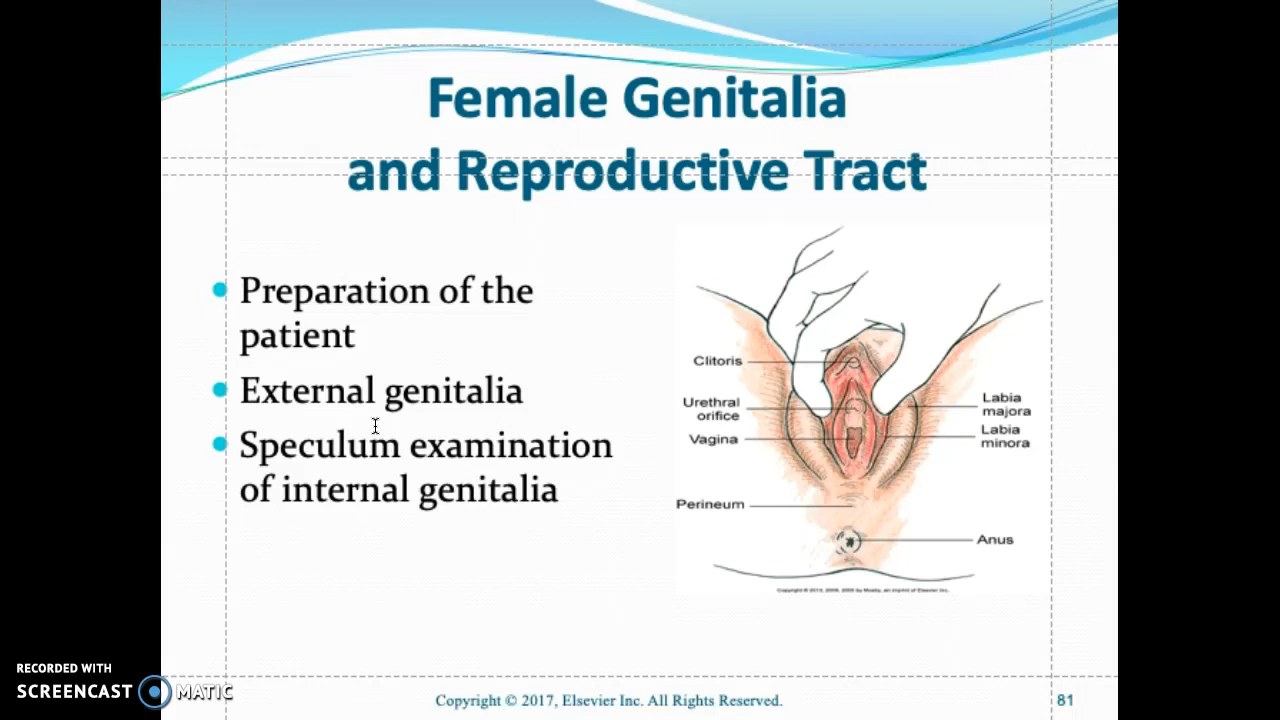 Female Genitalia
and Reproductive Tract
Preparation of the
patient
External genitalia
Speculum examination
of internal genitalia
Clitoris
Urethral
orifice
Vagina
Perineum
Labia
majora
Labia
minora
Anus
Copyright © 2013, 2009, 2005 by Mosby, an imprint of Elsevier Inc.
RECORDED WITH
SCREENCAST MATIC
Copyright © 2017, Elsevier Inc. All Rights Reserved.
81